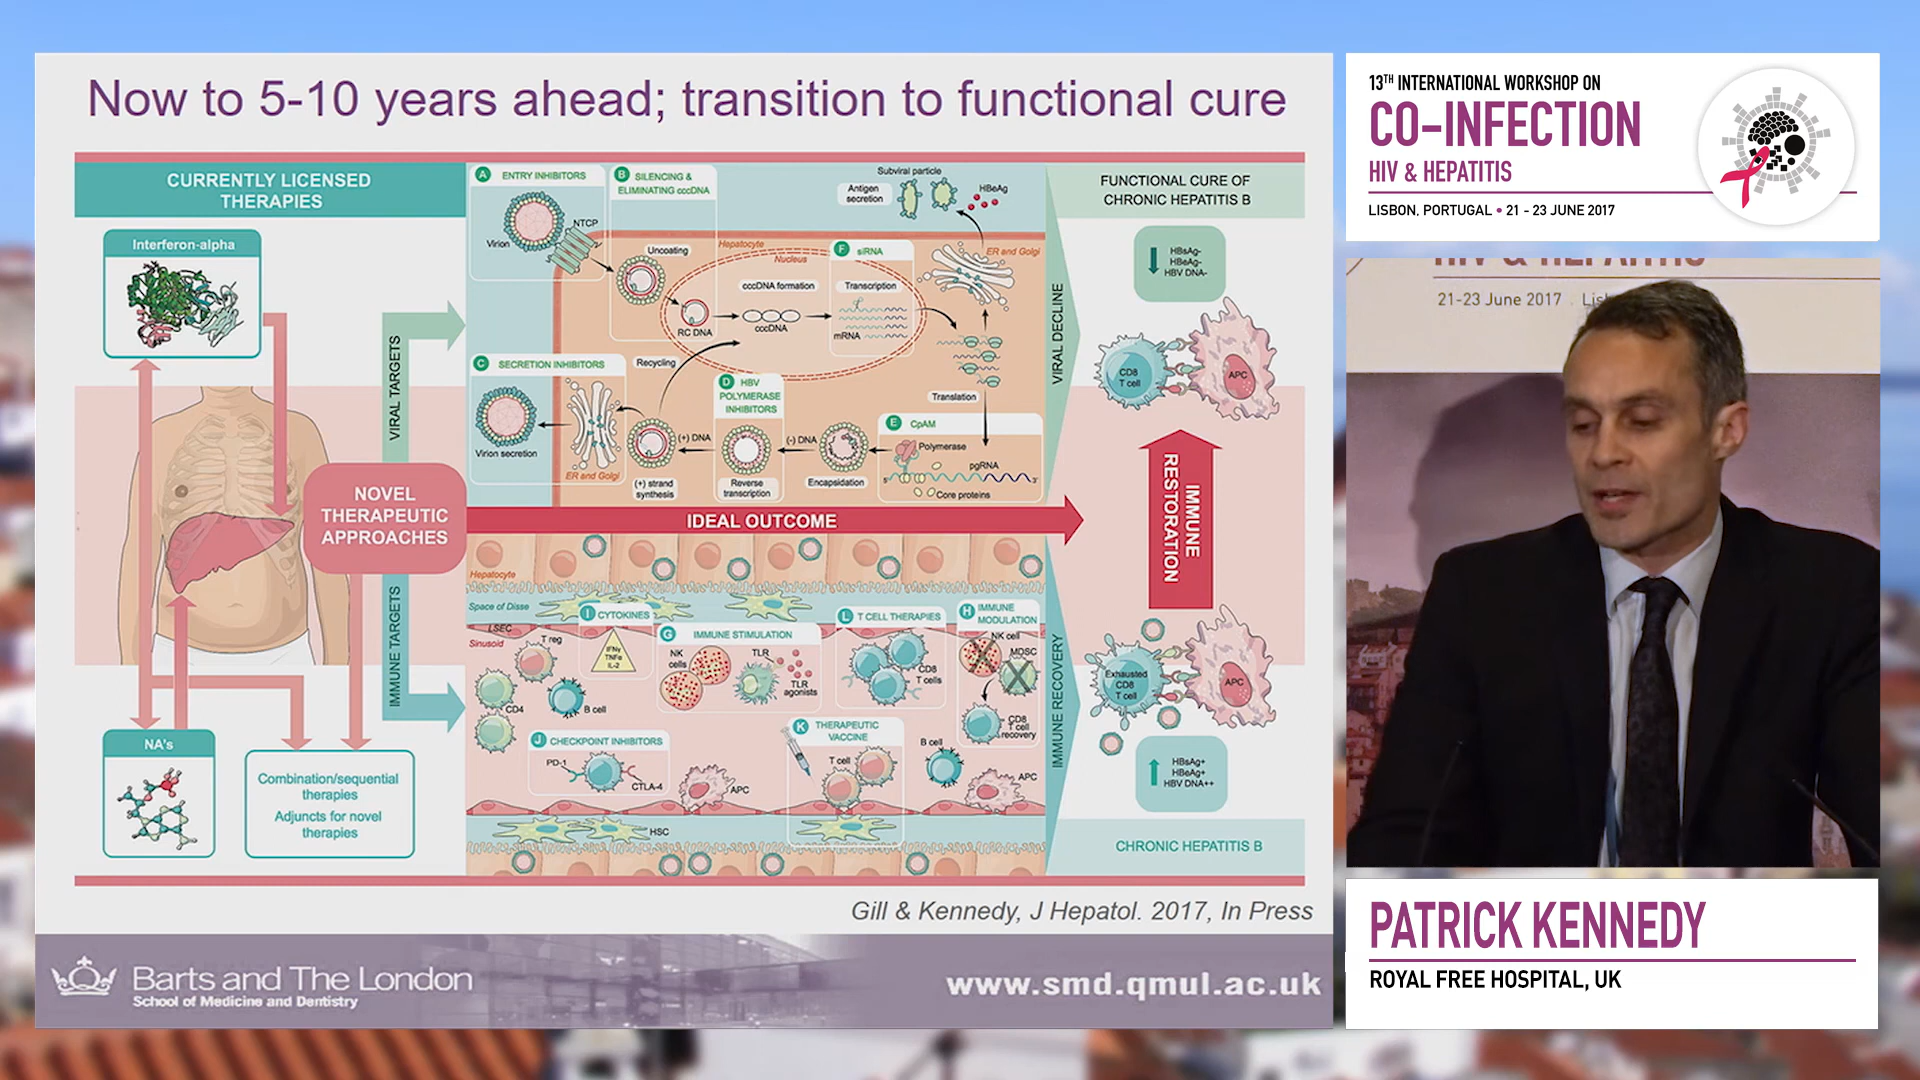 Now to 5-10 years ahead; transition to functional cure
CURRENTLY LICENSED
THERAPIES
Interferon-alpha
NOVEL
THERAPEUTIC
APPROACHES
VIRAL TARGETS
IMMUNE TARGETS
NA's
Combination/sequential
therapies
Adjuncts for novel
therapies
A ENTRY INHIBITORS
Virion
NTCP
B SILENCING &
ELIMINATING cccDNA
Uncoating
Hepatocyte
Nucleus
RC DNA
cccDNA formation
cccDNA
F siRNA
Transcription
mRNA
Antigen
secretion
Subviral particle
HBeAg
ER and Golgi
C SECRETION INHIBITORS
Virion secretion
ER and Golgi
Recycling
D HBV
POLYMERASE
INHIBITORS
(+) DNA
(-) DNA
(+) strand
synthesis
Reverse
transcription
Encapsidation
Translation
E CpAM
Polymerase
pgRNA
5'
3'
Core proteins
IDEAL OUTCOME
Hepatocyte
Space of Disse
LSEC
Sinusoid
T reg
CD4
B cell
I CYTOKINES
IFNγ
TNFα
IL-2
G IMMUNE STIMULATION
NK
cells
TLR
TLR
agonists
L T CELL THERAPIES
CD8
T cells
H IMMUNE
MODULATION
NK cell
MDSC
CD8
T cell
recovery
J CHECKPOINT INHIBITORS
PD-1
CTLA-4
APC
K THERAPEUTIC
VACCINE
T cell
B cell
APC
HSC
VIRAL DECLINE
IMMUNE RECOVERY
FUNCTIONAL CURE OF
CHRONIC HEPATITIS B
HBsAg-
HBeAg-
HBV DNA-
CD8
T cell
APC
IMMUNE
RESTORATION
Exhausted
CD8
T cell
APC
HBsAg+
HBeAg+
HBV DNA++
CHRONIC HEPATITIS B
Gill & Kennedy, J Hepatol. 2017, In Press
Barts and The London
School of Medicine and Dentistry
www.smd.qmul.ac.uk
13TH INTERNATIONAL WORKSHOP ON
CO-INFECTION
HIV & HEPATITIS
LISBON, PORTUGAL • 21 - 23 JUNE 2017
HIV & HEPATITIS
21-23 June 2017
PATRICK KENNEDY
ROYAL FREE HOSPITAL, UK